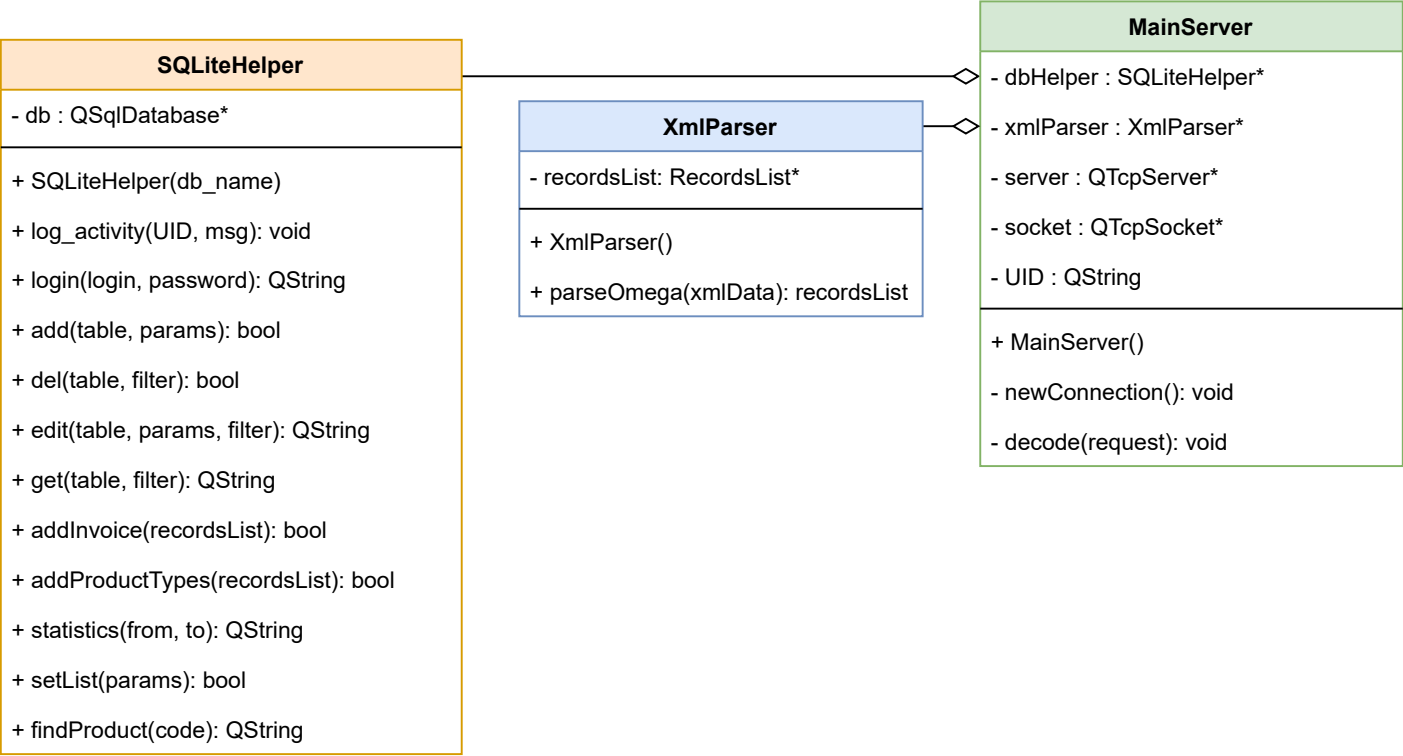 SQLiteHelper
- db : QSqlDatabase*
+ SQLiteHelper(db_name)
+ log_activity(UID, msg): void
+ login(login, password): QString
+ add(table, params): bool
+ del(table, filter): bool
+ edit(table, params, filter): QString
+ get(table, filter): QString
+ addInvoice(recordsList): bool
+ addProductTypes(recordsList): bool
+ statistics(from, to): QString
+ setList(params): bool
+ findProduct(code): QString
XmlParser
- recordsList: RecordsList*
+ XmlParser()
+ parseOmega(xmlData): recordsList
MainServer
- dbHelper : SQLiteHelper*
- xmlParser : XmlParser*
- server : QTcpServer*
- socket : QTcpSocket*
- UID : QString
+ MainServer()
- newConnection(): void
- decode(request): void